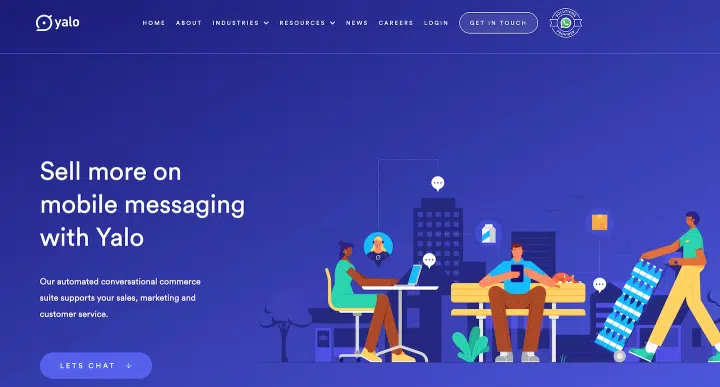 yalo
HOME ABOUT INDUSTRIES RESOURCES NEWS CAREERS LOGIN GET IN TOUCH
Sell more on
mobile messaging
with Yalo
Our automated conversational commerce
suite supports your sales, marketing and
customer service.
LETS CHAT